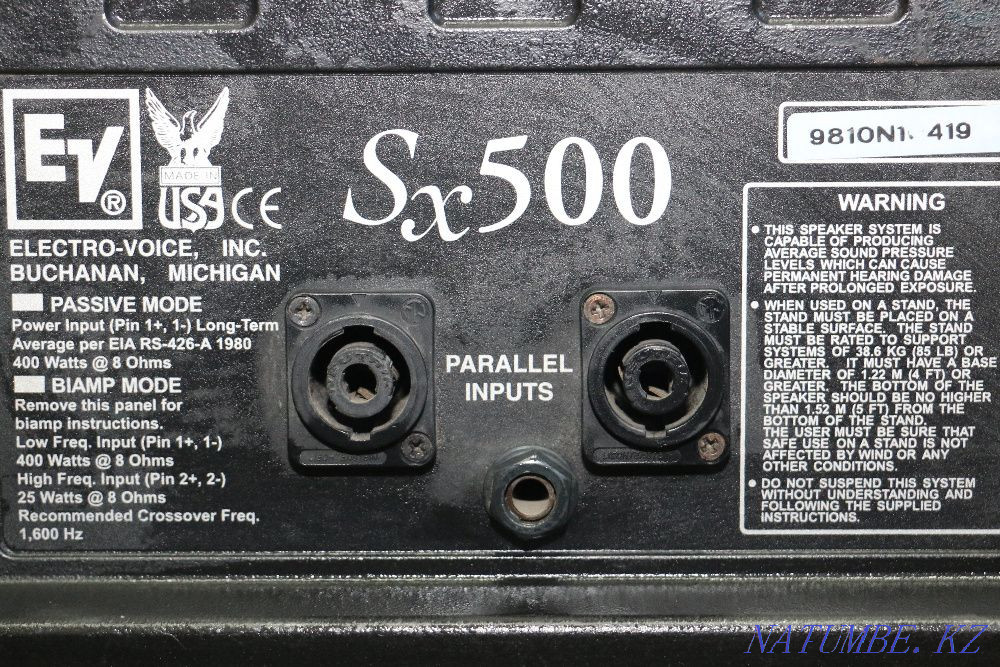 EV®
MADE IN
USA CE
Sx500
9810N1 419
ELECTRO-VOICE, INC.
BUCHANAN, MICHIGAN
PASSIVE MODE
Power Input (Pin 1+, 1-) Long-Term
Average per EIA RS-426-A 1980
400 Watts @ 8 Ohms
BIAMP MODE
Remove this panel for
biamp instructions.
Low Freq. Input (Pin 1+, 1-)
400 Watts @ 8 Ohms
High Freq. Input (Pin 2+, 2-)
25 Watts @ 8 Ohms
Recommended Crossover Freq.
1,600 Hz
PARALLEL
INPUTS
WARNING
• THIS SPEAKER SYSTEM IS
CAPABLE OF PRODUCING
AVERAGE SOUND PRESSURE
LEVELS WHICH CAN CAUSE
PERMANENT HEARING DAMAGE
AFTER PROLONGED EXPOSURE.
• WHEN USED ON A STAND, THE
STAND MUST BE PLACED ON A
STABLE SURFACE. THE STAND
MUST BE RATED TO SUPPORT
SYSTEMS OF 38.6 KG (85 LB) OR
GREATER. IT MUST HAVE A BASE
DIAMETER OF 1.22 M (4 FT) OR
GREATER. THE BOTTOM OF THE
SPEAKER SHOULD BE NO HIGHER
THAN 1.52 M (5 FT) FROM THE
BOTTOM OF THE STAND.
THE USER MUST BE SURE THAT
SAFE USE ON A STAND IS NOT
AFFECTED BY WIND OR ANY
OTHER CONDITIONS.
• DO NOT SUSPEND THIS SYSTEM
WITHOUT UNDERSTANDING AND
FOLLOWING THE SUPPLIED
INSTRUCTIONS.
NATUMBE. KZ